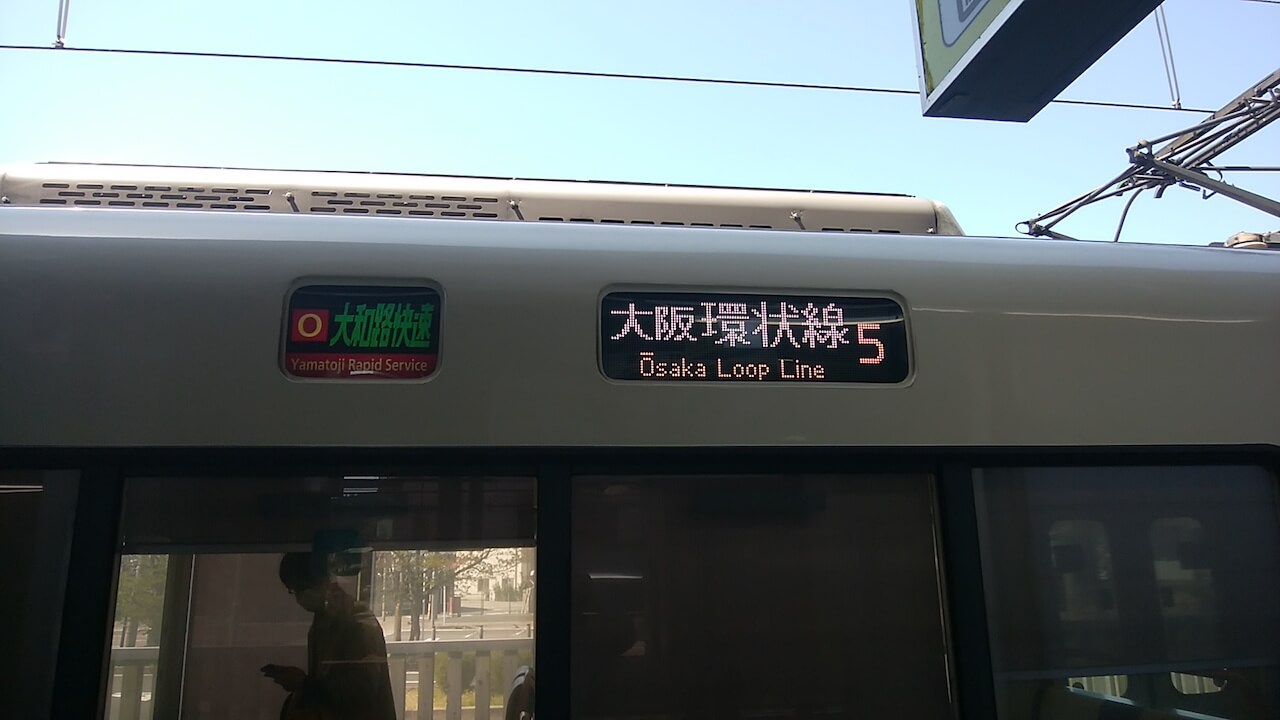 O 大和路快速
Yamatoji Rapid Service
大阪環状線 5
Ōsaka Loop Line